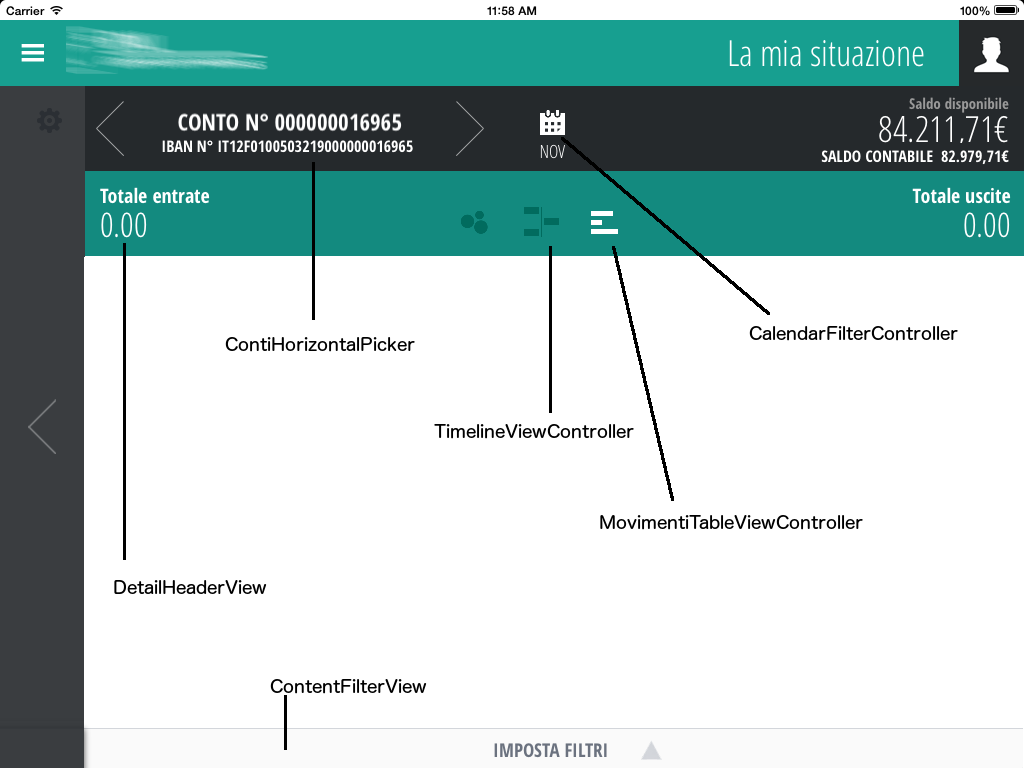 Carrier 11:58 AM 100%
La mia situazione
CONTO N° 000000016965
IBAN N° IT12F0100503219000000016965
NOV
Saldo disponibile
84.211,71€
SALDO CONTABILE 82.979,71€
Totale entrate
0.00
Totale uscite
0.00
ContiHorizontalPicker
CalendarFilterController
TimelineViewController
MovimentiTableViewController
DetailHeaderView
ContentFilterView
IMPOSTA FILTRI